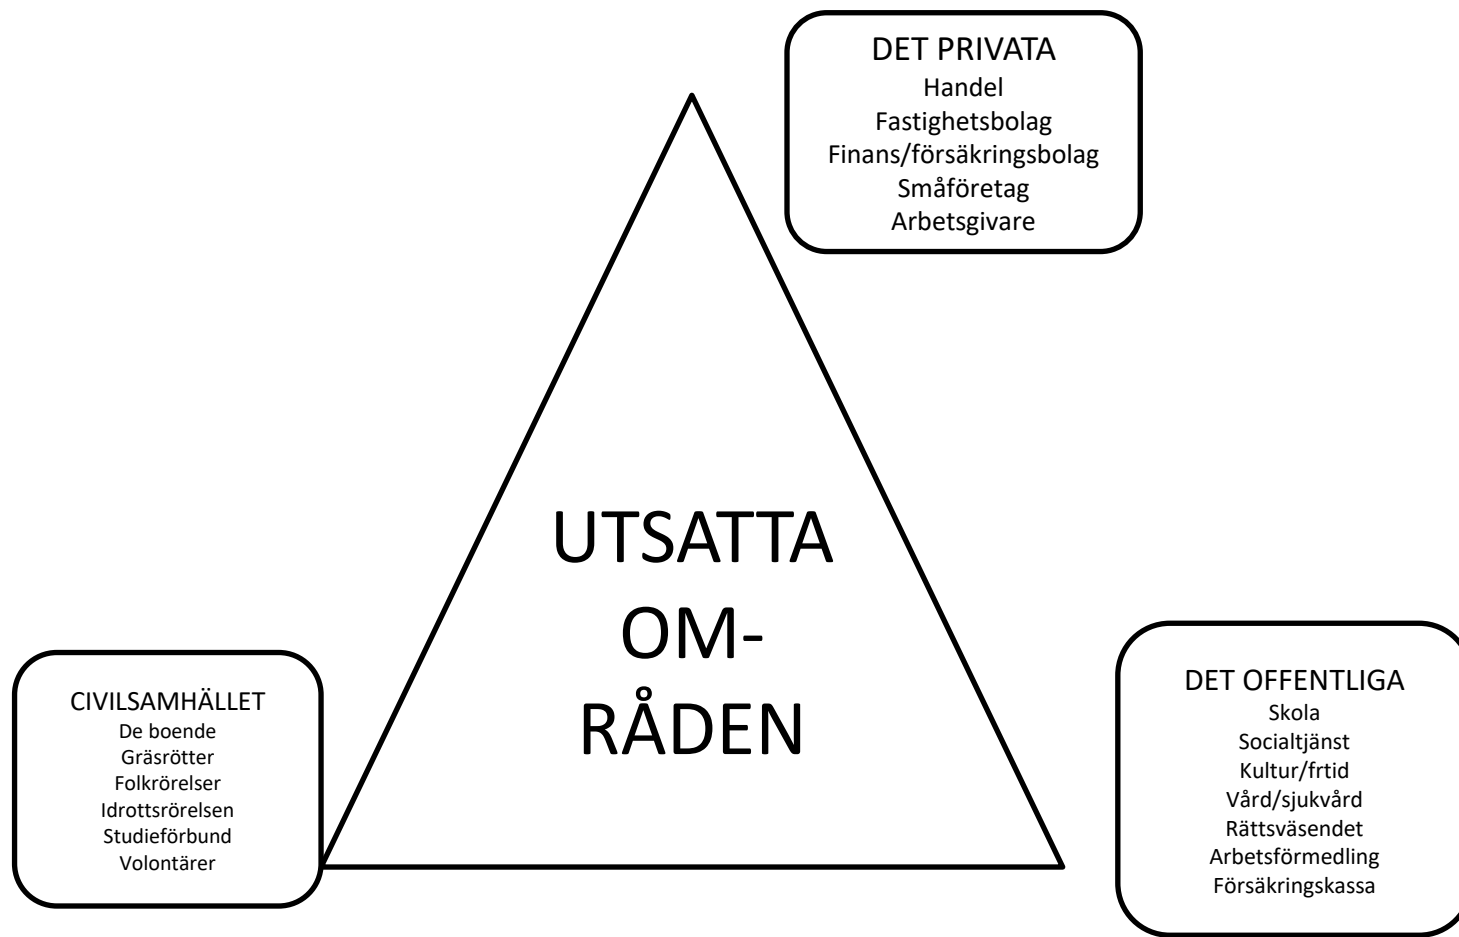 DET PRIVATA
Handel
Fastighetsbolag
Finans/försäkringsbolag
Småföretag
Arbetsgivare
UTSATTA
OM-
RÅDEN
CIVILSAMHÄLLET
De boende
Gräsrötter
Folkrörelser
Idrottsrörelsen
Studieförbund
Volontärer
DET OFFENTLIGA
Skola
Socialtjänst
Kultur/frtid
Vård/sjukvård
Rättsväsendet
Arbetsförmedling
Försäkringskassa